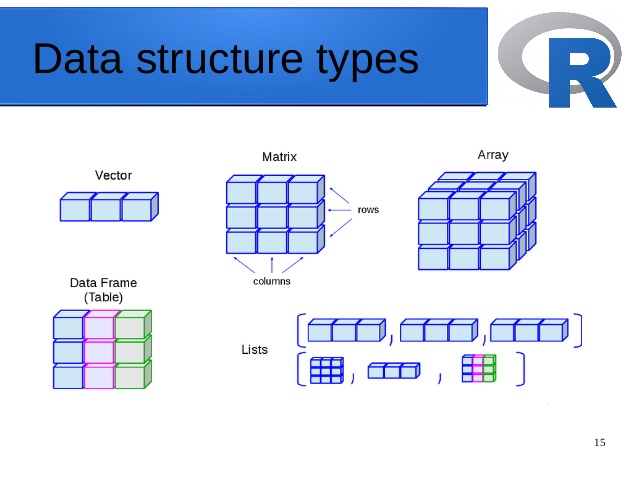 Data structure types
R
Vector
Matrix
Array
rows
columns
Data Frame
(Table)
Lists
( , , )
( , , )
15